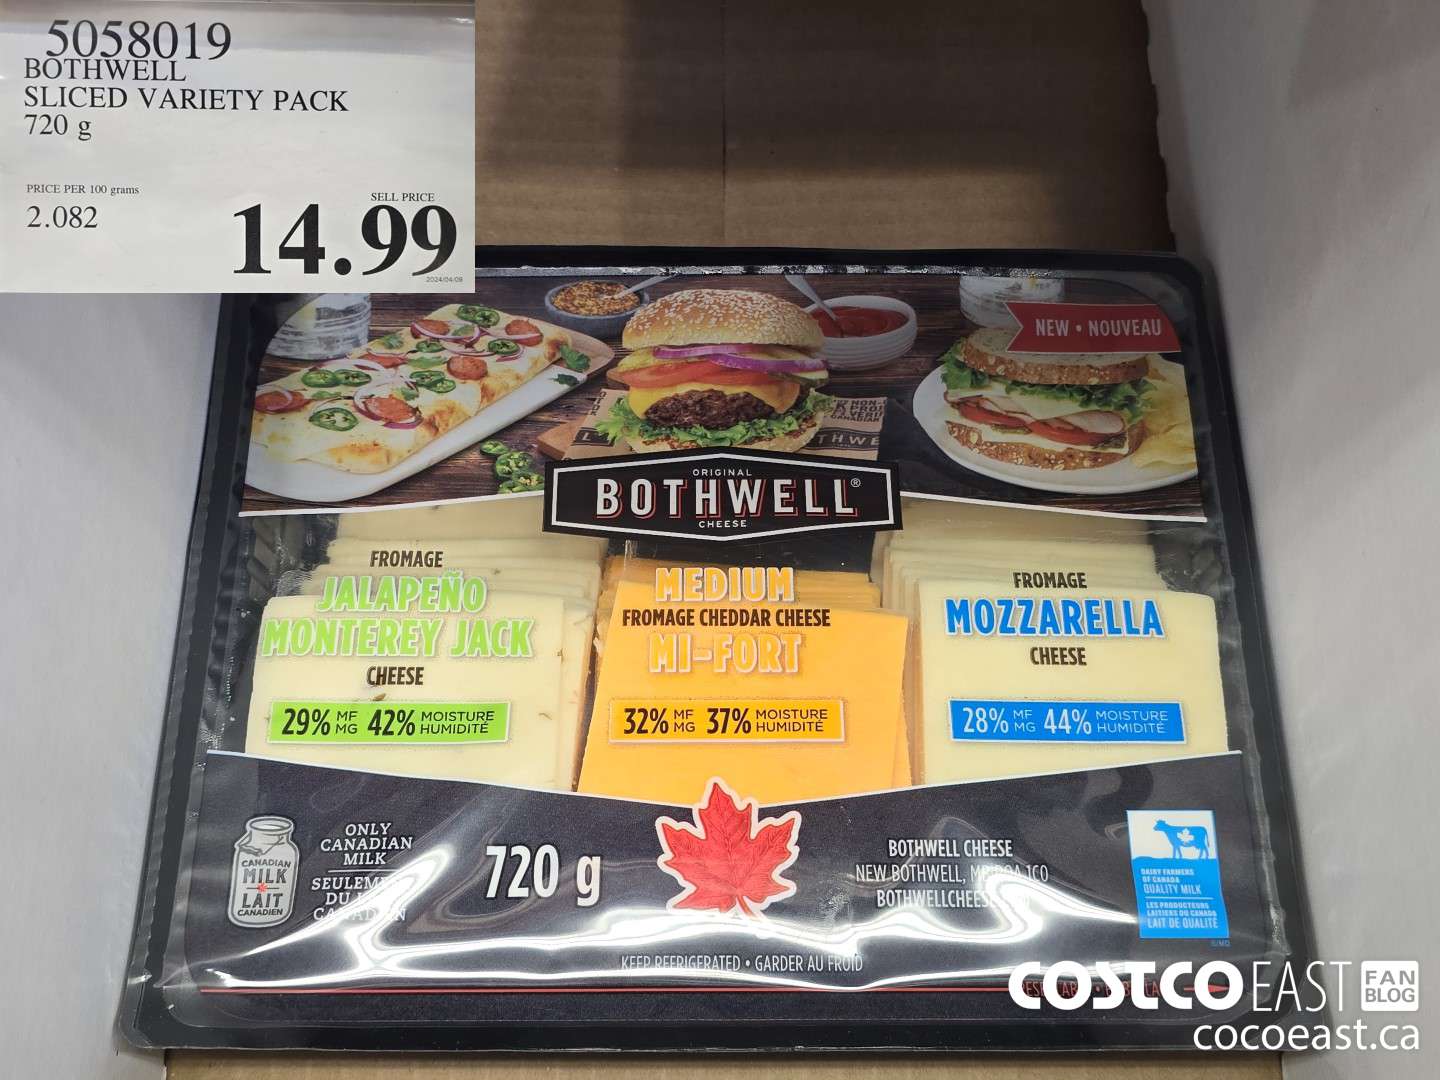 5058019
BOTHWELL
SLICED VARIETY PACK
720 g
PRICE PER 100 grams
2.082
SELL PRICE
14.99
2024/04/09
NEW • NOUVEAU
ORIGINAL
BOTHWELL®
CHEESE
FROMAGE
JALAPEÑO
MONTEREY JACK
CHEESE
29% MF MG 42% MOISTURE HUMIDITÉ
MEDIUM
FROMAGE CHEDDAR CHEESE
MI-FORT
32% MF MG 37% MOISTURE HUMIDITÉ
FROMAGE
MOZZARELLA
CHEESE
28% MF MG 44% MOISTURE HUMIDITÉ
CANADIAN
MILK
LAIT
CANADIEN
ONLY
CANADIAN
MILK
DU
720 g
BOTHWELL CHEESE
NEW BOTHWELL,
DAIRY FARMERS
OF CANADA
QUALITY MILK
LES PRODUCTEURS
LAITIERS DU CANADA
LAIT DE QUALITÉ
KEEP REFRIGERATED • GARDER AU FROID
COSTCO EAST FAN BLOG
cocoeast.ca